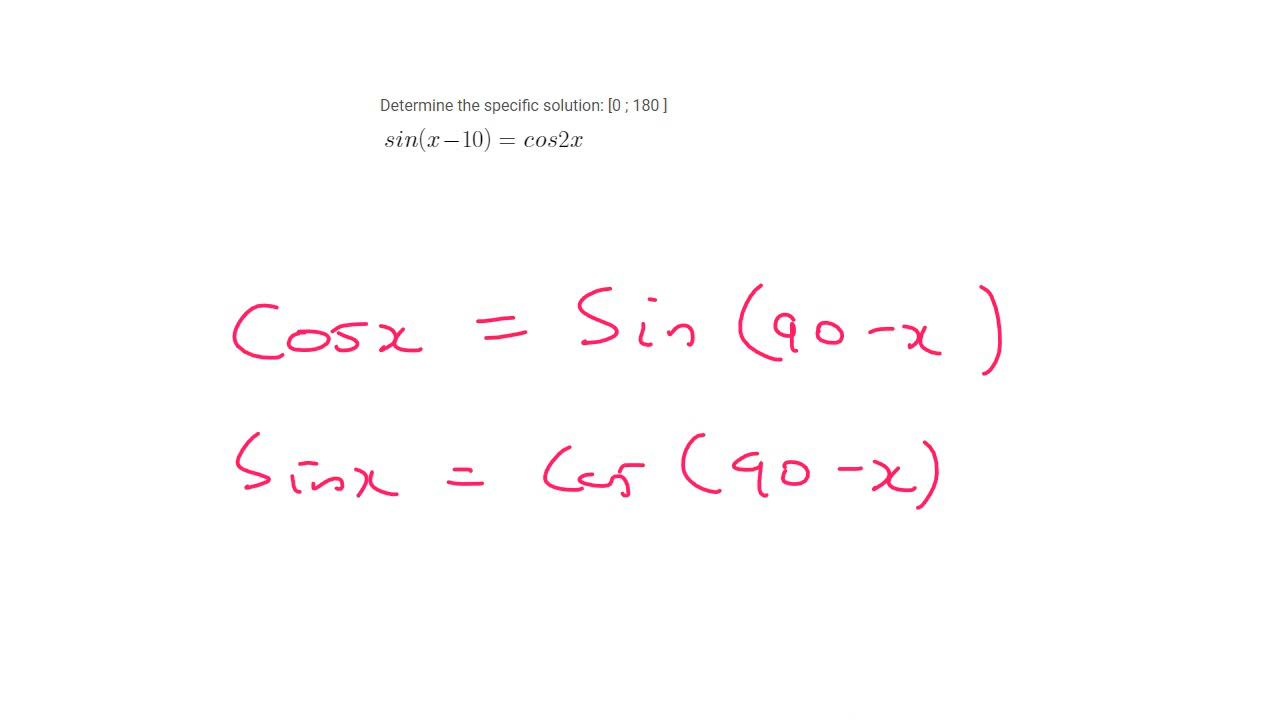 Determine the specific solution: [0 ; 180 ]
sin(x−10) = cos2x
Cosx = Sin (90-x )
Sinx = Cos (90-x)